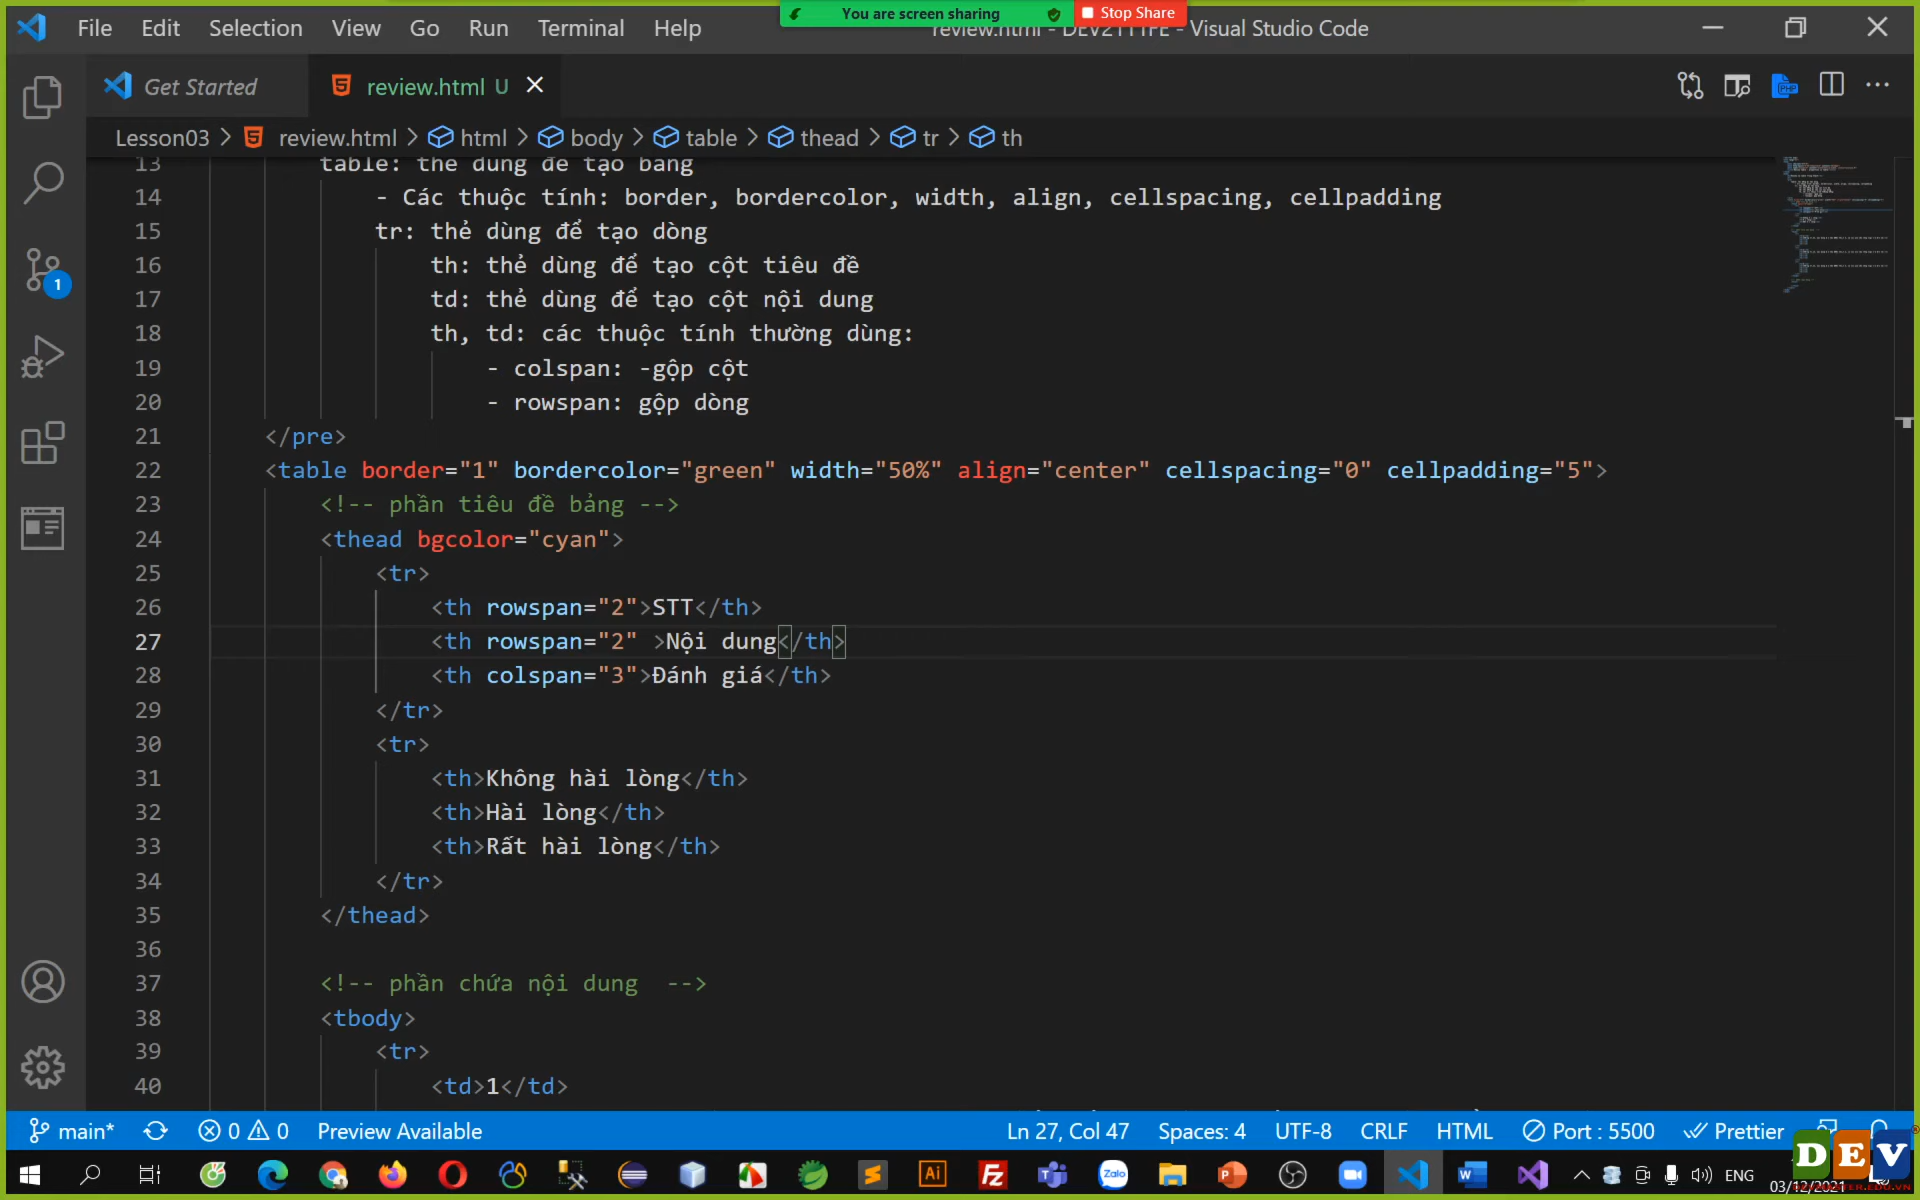 You are screen sharing
Stop Share
File Edit Selection View Go Run Terminal Help
review.html - DEV2111FE - Visual Studio Code
Get Started review.html U
Lesson03 > review.html > html > body > table > thead > tr > th
13 table: thẻ dùng để tạo bảng
14 - Các thuộc tính: border, bordercolor, width, align, cellspacing, cellpadding
15 tr: thẻ dùng để tạo dòng
16 th: thẻ dùng để tạo cột tiêu đề
17 td: thẻ dùng để tạo cột nội dung
18 th, td: các thuộc tính thường dùng:
19 - colspan: -gộp cột
20 - rowspan: gộp dòng
21 </pre>
22 <table border="1" bordercolor="green" width="50%" align="center" cellspacing="0" cellpadding="5">
23 <!-- phần tiêu đề bảng -->
24 <thead bgcolor="cyan">
25 <tr>
26 <th rowspan="2">STT</th>
27 <th rowspan="2" >Nội dung</th>
28 <th colspan="3">Đánh giá</th>
29 </tr>
30 <tr>
31 <th>Không hài lòng</th>
32 <th>Hài lòng</th>
33 <th>Rất hài lòng</th>
34 </tr>
35 </thead>
36
37 <!-- phần chứa nội dung -->
38 <tbody>
39 <tr>
40 <td>1</td>
main* 0 0 Preview Available Ln 27, Col 47 Spaces: 4 UTF-8 CRLF HTML Port : 5500 Prettier
ENG
03/12/2021
DEV